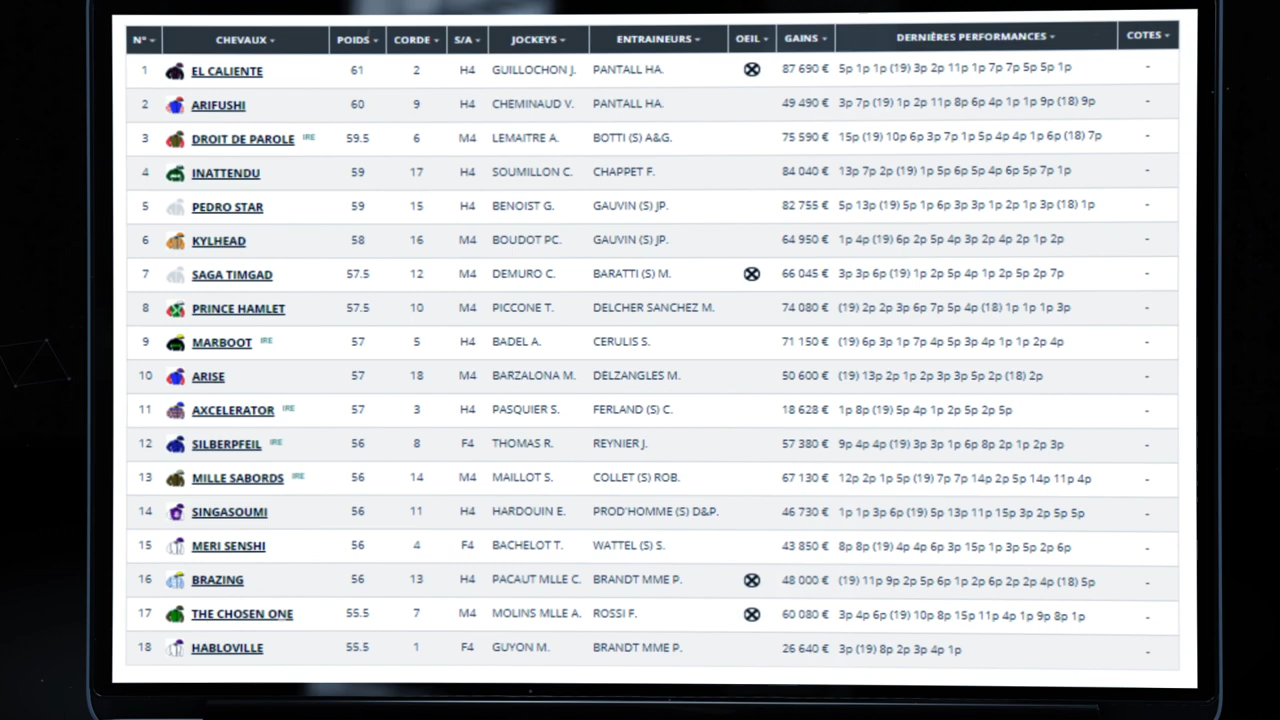 N° CHEVAUX POIDS CORDE S/A JOCKEYS ENTRAINEURS OEIL GAINS DERNIÈRES PERFORMANCES COTES
1 EL CALIENTE 61 2 H4 GUILLOCHON J. PANTALL HA. 87 690 € 5p 1p 1p (19) 3p 2p 11p 1p 7p 7p 5p 5p 1p -
2 ARIFUSHI 60 9 H4 CHEMINAUD V. PANTALL HA. 49 490 € 3p 7p (19) 1p 2p 11p 8p 6p 4p 1p 1p 9p (18) 9p -
3 DROIT DE PAROLE IRE 59.5 6 M4 LEMAITRE A. BOTTI (S) A&G. 75 590 € 15p (19) 10p 6p 3p 7p 1p 5p 4p 4p 1p 6p (18) 7p -
4 INATTENDU 59 17 H4 SOUMILLON C. CHAPPET F. 84 040 € 13p 7p 2p (19) 1p 5p 6p 5p 4p 6p 5p 7p 1p -
5 PEDRO STAR 59 15 H4 BENOIST G. GAUVIN (S) JP. 82 755 € 5p 13p (19) 5p 1p 6p 3p 3p 1p 2p 1p 3p (18) 1p -
6 KYLHEAD 58 16 M4 BOUDOT PC. GAUVIN (S) JP. 64 950 € 1p 4p (19) 6p 2p 5p 4p 3p 2p 4p 2p 1p 2p -
7 SAGA TIMGAD 57.5 12 M4 DEMURO C. BARATTI (S) M. 66 045 € 3p 3p 6p (19) 1p 2p 5p 4p 1p 2p 5p 2p 7p -
8 PRINCE HAMLET 57.5 10 M4 PICCONE T. DELCHER SANCHEZ M. 74 080 € (19) 2p 2p 3p 6p 7p 5p 4p (18) 1p 1p 1p 3p -
9 MARBOOT IRE 57 5 H4 BADEL A. CERULIS S. 71 150 € (19) 6p 3p 1p 7p 4p 5p 3p 4p 1p 1p 2p 4p -
10 ARISE 57 18 M4 BARZALONA M. DELZANGLES M. 50 600 € (19) 13p 2p 1p 2p 3p 3p 5p 2p (18) 2p -
11 AXCELERATOR IRE 57 3 H4 PASQUIER S. FERLAND (S) C. 18 628 € 1p 8p (19) 5p 4p 1p 2p 5p 2p 5p -
12 SILBERPFEIL IRE 56 8 F4 THOMAS R. REYNIER J. 57 380 € 9p 4p 4p (19) 3p 3p 1p 6p 8p 2p 1p 2p 3p -
13 MILLE SABORDS IRE 56 14 M4 MAILLOT S. COLLET (S) ROB. 67 130 € 12p 2p 1p 5p (19) 7p 7p 14p 2p 5p 14p 11p 4p -
14 SINGASOUMI 56 11 H4 HARDOUIN E. PROD'HOMME (S) D&P. 46 730 € 1p 1p 3p 6p (19) 5p 13p 11p 15p 3p 2p 5p 5p -
15 MERI SENSHI 56 4 F4 BACHELOT T. WATTEL (S) S. 43 850 € 8p 8p (19) 4p 4p 6p 3p 15p 1p 3p 5p 2p 6p -
16 BRAZING 56 13 H4 PACAUT MLLE C. BRANDT MME P. 48 000 € (19) 11p 9p 2p 5p 6p 1p 2p 6p 2p 2p 4p (18) 5p -
17 THE CHOSEN ONE 55.5 7 M4 MOLINS MLLE A. ROSSI F. 60 080 € 3p 4p 6p (19) 10p 8p 15p 11p 4p 1p 9p 8p 1p -
18 HABLOVILLE 55.5 1 F4 GUYON M. BRANDT MME P. 26 640 € 3p (19) 8p 2p 3p 4p 1p -